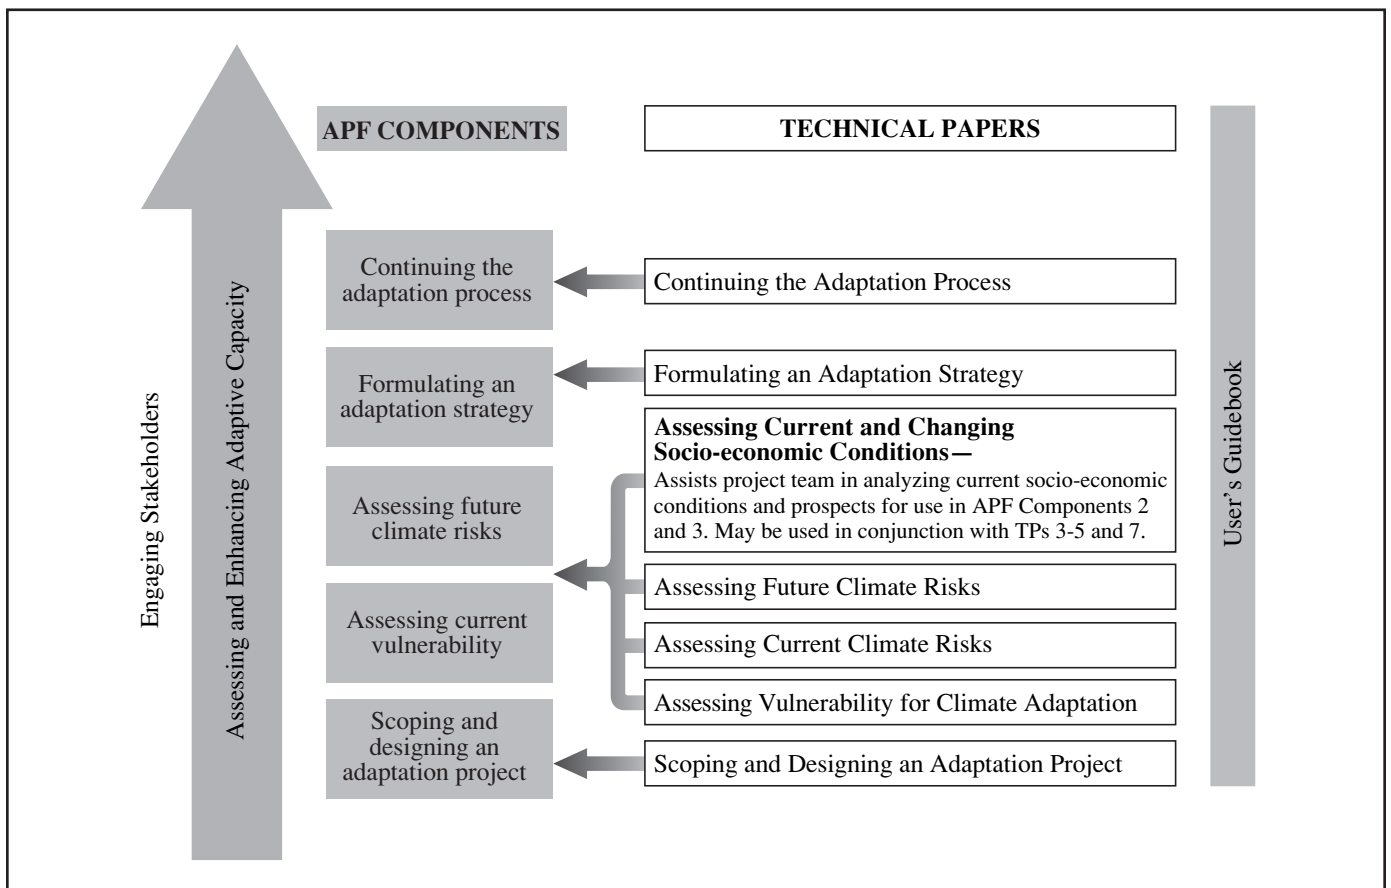 Engaging Stakeholders
Assessing and Enhancing Adaptive Capacity
APF COMPONENTS
Continuing the
adaptation process
Formulating an
adaptation strategy
Assessing future
climate risks
Assessing current
vulnerability
Scoping and
designing an
adaptation project
TECHNICAL PAPERS
Continuing the Adaptation Process
Formulating an Adaptation Strategy
Assessing Current and Changing
Socio-economic Conditions—
Assists project team in analyzing current socio-economic
conditions and prospects for use in APF Components 2
and 3. May be used in conjunction with TPs 3-5 and 7.
Assessing Future Climate Risks
Assessing Current Climate Risks
Assessing Vulnerability for Climate Adaptation
Scoping and Designing an Adaptation Project
User's Guidebook